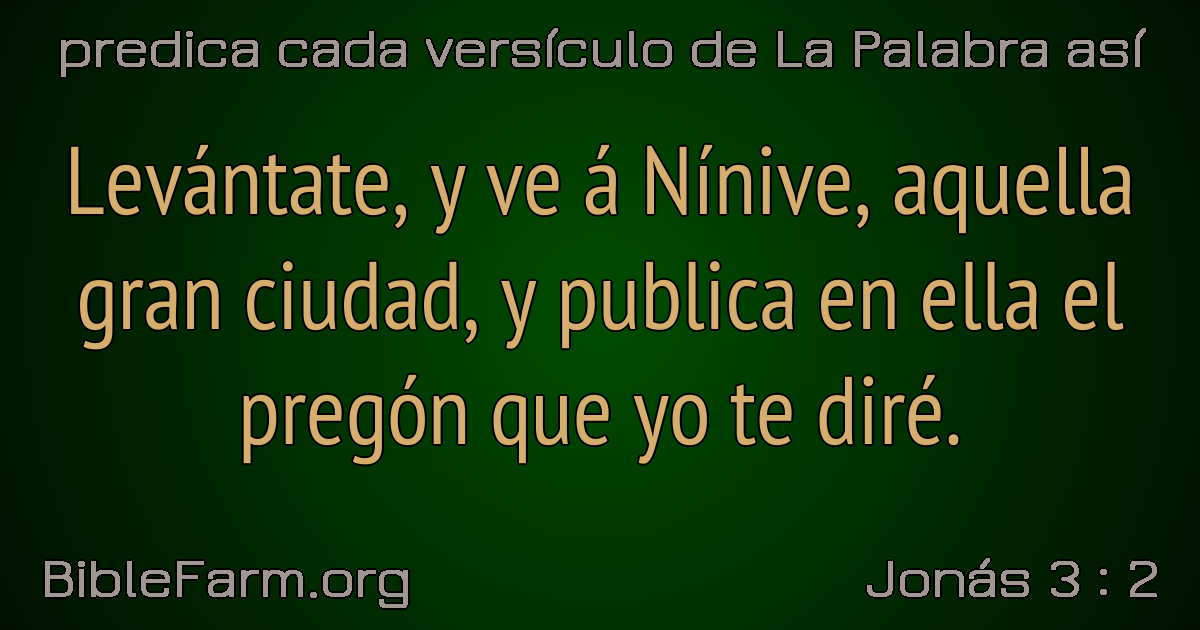 predica cada versículo de La Palabra así
Levántate, y ve á Nínive, aquella
gran ciudad, y publica en ella el
pregón que yo te diré.
BibleFarm.org
Jonás 3 : 2